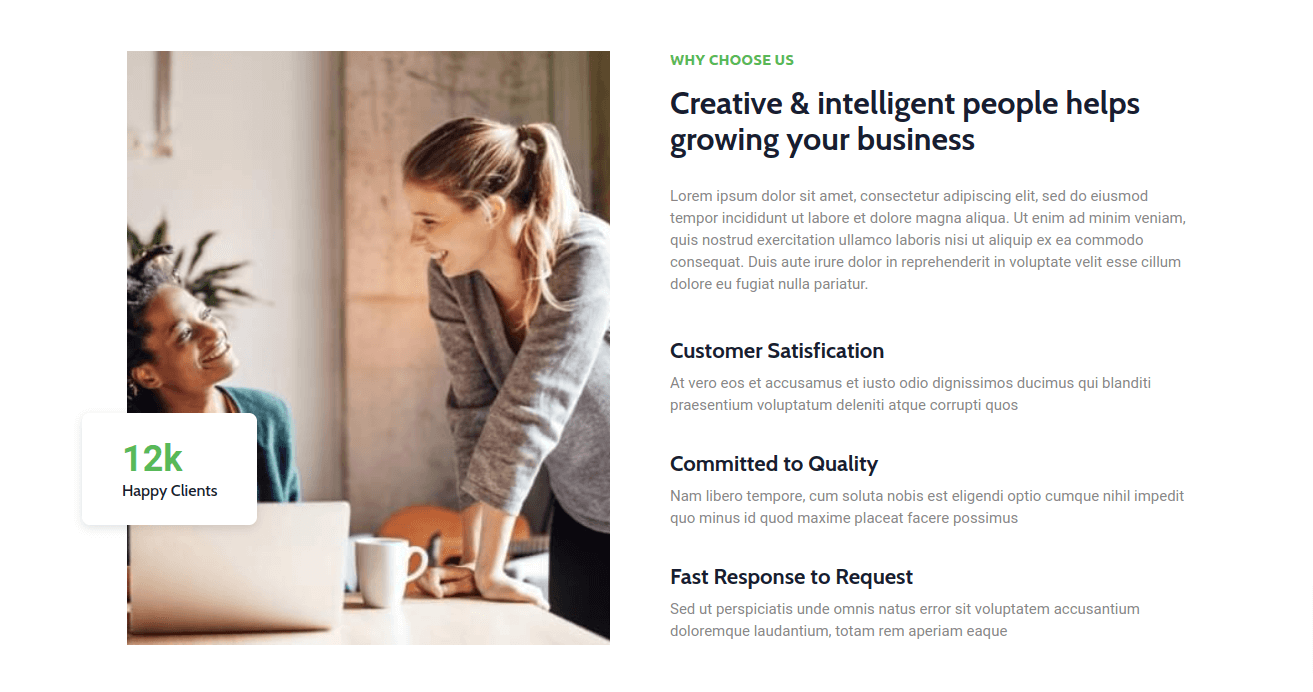 WHY CHOOSE US
Creative & intelligent people helps
growing your business
Lorem ipsum dolor sit amet, consectetur adipiscing elit, sed do eiusmod
tempor incididunt ut labore et dolore magna aliqua. Ut enim ad minim veniam,
quis nostrud exercitation ullamco laboris nisi ut aliquip ex ea commodo
consequat. Duis aute irure dolor in reprehenderit in voluptate velit esse cillum
dolore eu fugiat nulla pariatur.
Customer Satisfication
At vero eos et accusamus et iusto odio dignissimos ducimus qui blanditi
praesentium voluptatum deleniti atque corrupti quos
Committed to Quality
Nam libero tempore, cum soluta nobis est eligendi optio cumque nihil impedit
quo minus id quod maxime placeat facere possimus
Fast Response to Request
Sed ut perspiciatis unde omnis natus error sit voluptatem accusantium
doloremque laudantium, totam rem aperiam eaque
12k
Happy Clients